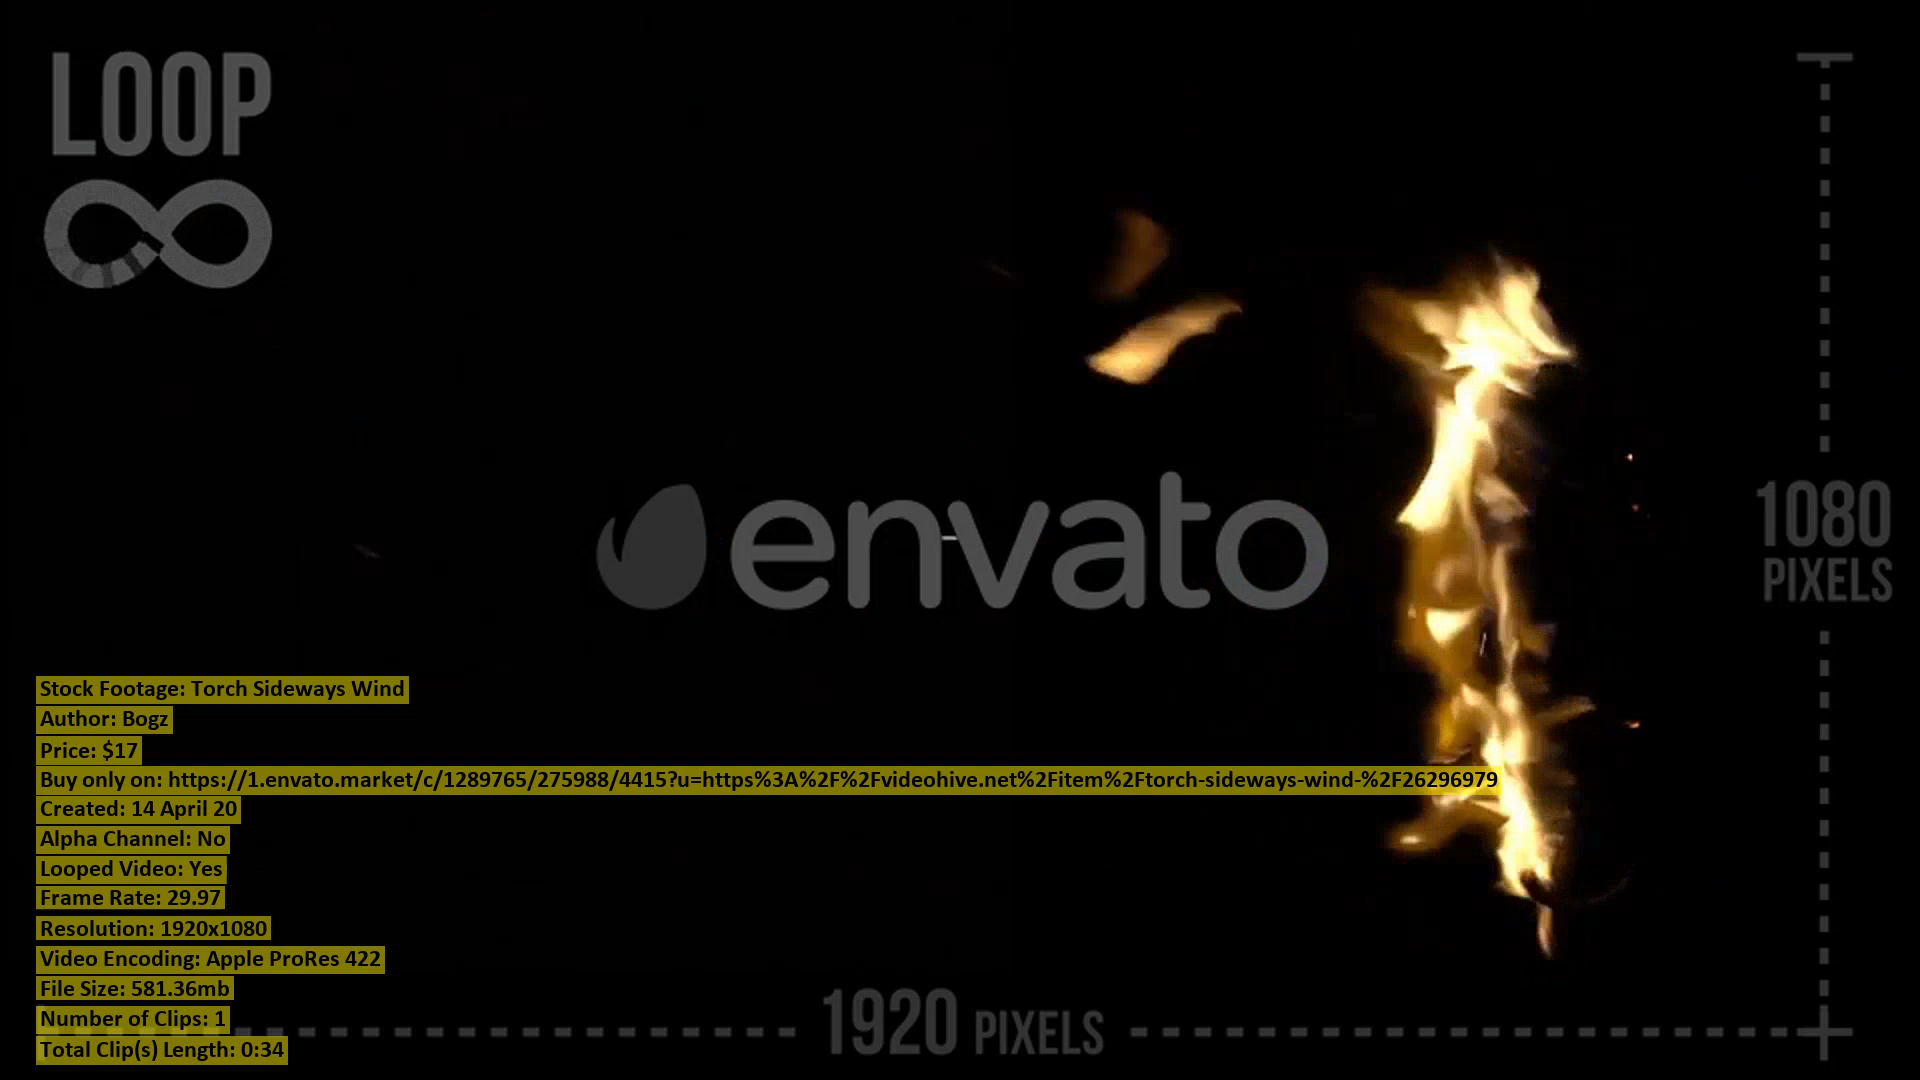 LOOP
envato
1080
PIXELS
Stock Footage: Torch Sideways Wind
Author: Bogz
Price: $17
Buy only on: https://1.envato.market/c/1289765/275988/4415?u=https%3A%2F%2Fvideohive.net%2Fitem%2Ftorch-sideways-wind-%2F26296979
Created: 14 April 20
Alpha Channel: No
Looped Video: Yes
Frame Rate: 29.97
Resolution: 1920x1080
Video Encoding: Apple ProRes 422
File Size: 581.36mb
Number of Clips: 1
Total Clip(s) Length: 0:34
1920 PIXELS